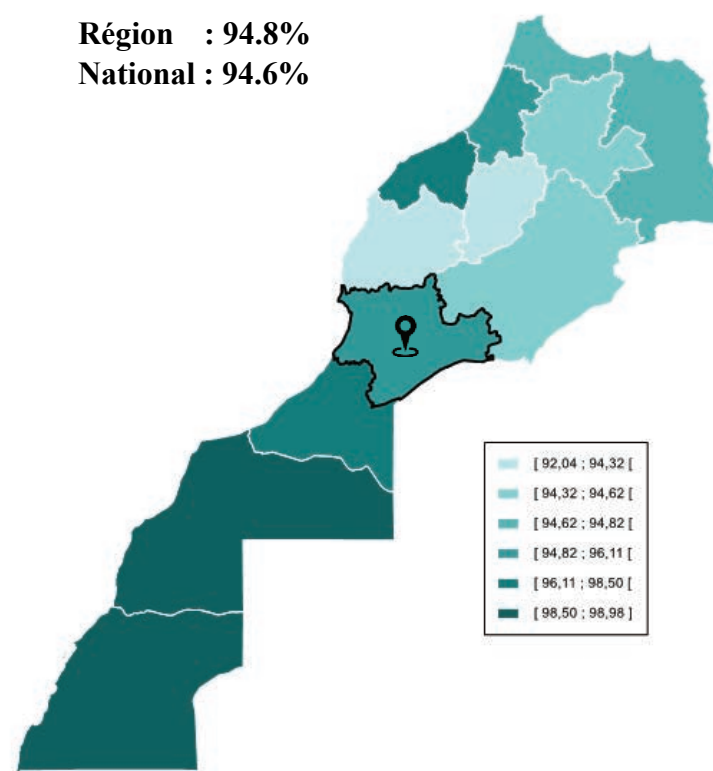 Région : 94.8%
National : 94.6%
[ 92,04 ; 94,32 [
[ 94,32 ; 94,62 [
[ 94,62 ; 94,82 [
[ 94,82 ; 96,11 [
[ 96,11 ; 98,50 [
[ 98,50 ; 98,98 ]